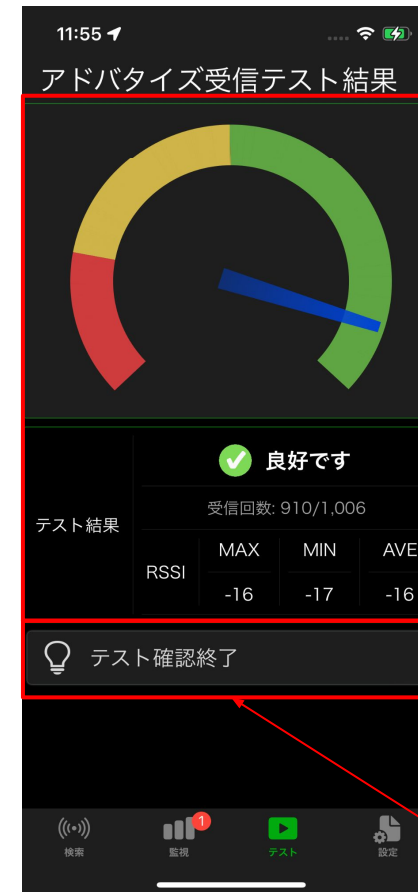 11:55
アドバタイズ受信テスト結果
良好です
受信回数: 910/1,006
テスト結果
RSSI
MAX MIN AVE
-16 -17 -16
テスト確認終了
1
検索 監視 テスト 設定